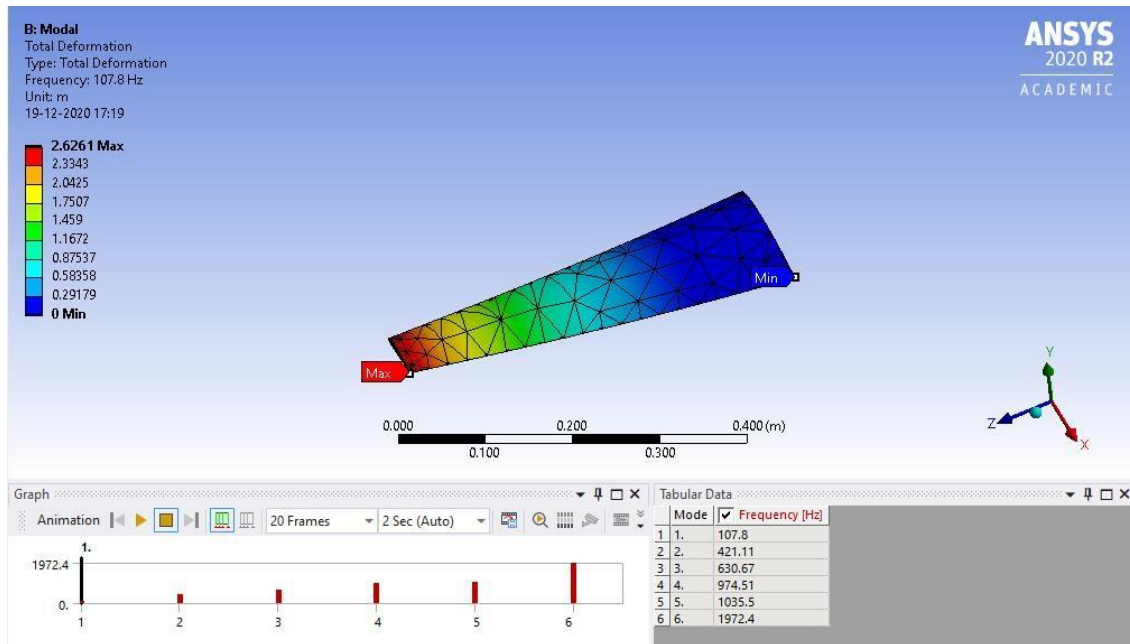 B: Modal
Total Deformation
Type: Total Deformation
Frequency: 107.8 Hz
Unit: m
19-12-2020 17:19
ANSYS
2020 R2
ACADEMIC
2.6261 Max
2.3343
2.0425
1.7507
1.459
1.1672
0.87537
0.58358
0.29179
0 Min
Min
Max
0.000 0.200 0.400 (m)
0.100 0.300
Y
Z
X
Graph
Animation 20 Frames 2 Sec (Auto)
1.
1972.4
0.
1 2 3 4 5 6
Tabular Data
Mode Frequency [Hz]
1 1. 107.8
2 2. 421.11
3 3. 630.67
4 4. 974.51
5 5. 1035.5
6 6. 1972.4